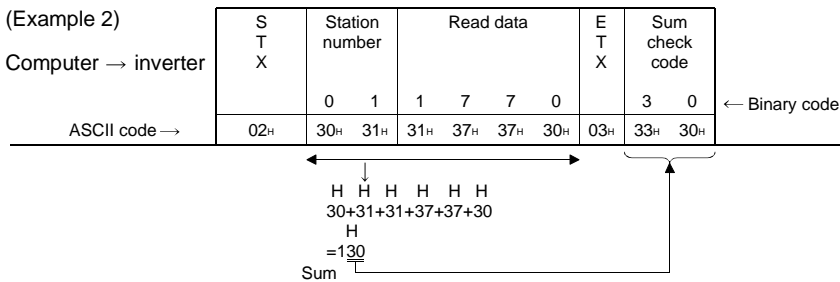 (Example 2)
Computer → inverter
S T X
Station number
Read data
E T X
Sum check code
0 1 1 7 7 0 3 0
← Binary code
ASCII code →
02H 30H 31H 31H 37H 37H 30H 03H 33H 30H
↓
H H H H H H
30+31+31+37+37+30
H
=130
Sum